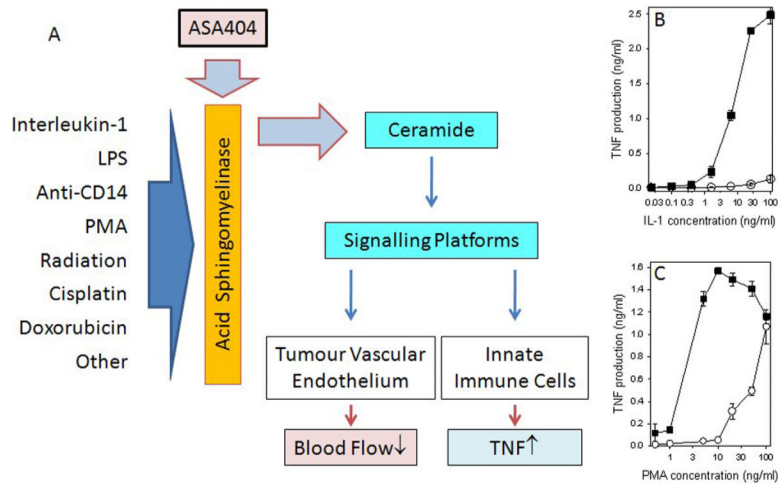 A
ASA404
Interleukin-1
LPS
Anti-CD14
PMA
Radiation
Cisplatin
Doxorubicin
Other
Acid Sphingomyelinase
Ceramide
Signalling Platforms
Tumour Vascular
Endothelium
Innate
Immune Cells
Blood Flow↓
TNF↑
B
TNF production (ng/ml)
2.5
2.0
1.5
1.0
0.5
0.0
0.03 0.1 0.3 1 3 10 30 100
IL-1 concentration (ng/ml)
C
TNF production (ng/ml)
1.6
1.4
1.2
1.0
0.8
0.6
0.4
0.2
0.0
1 3 5 10 30 100
PMA concentration (ng/ml)